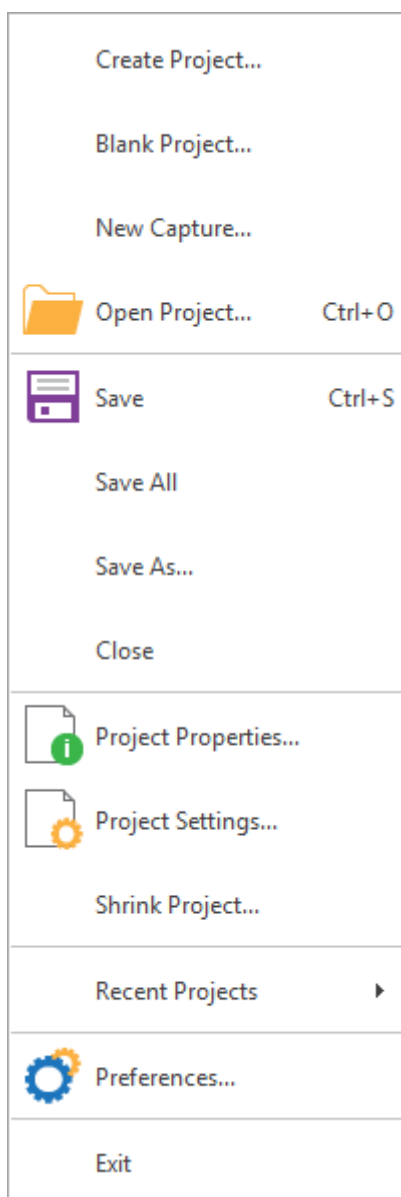 Create Project...
Blank Project...
New Capture...
Open Project... Ctrl+O
Save Ctrl+S
Save All
Save As...
Close
Project Properties...
Project Settings...
Shrink Project...
Recent Projects
Preferences...
Exit